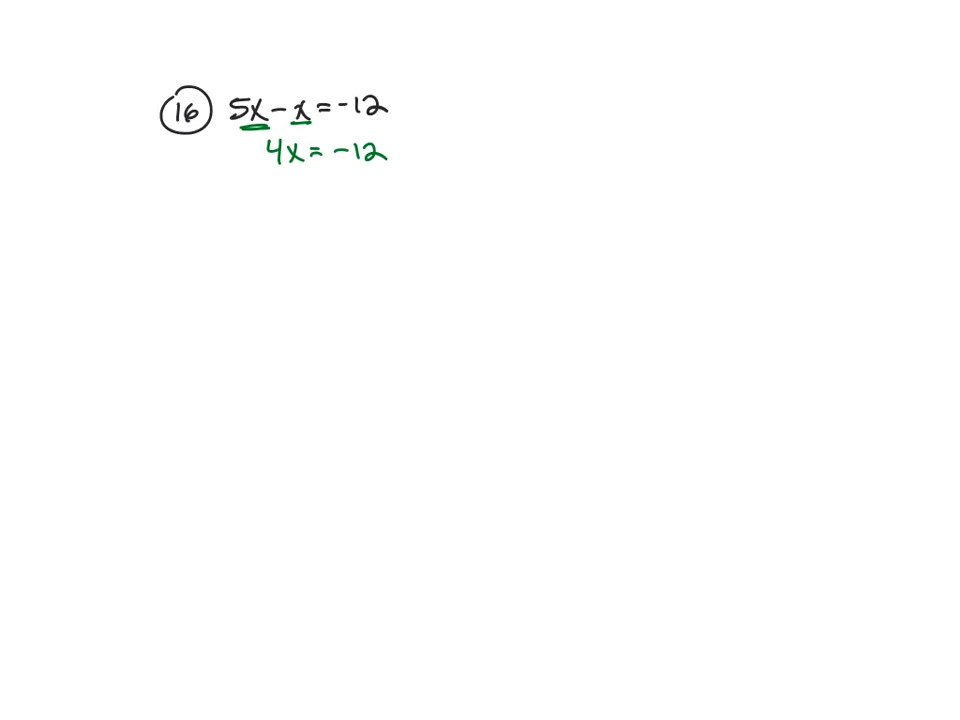 16 5x - x = -12
4x = -12